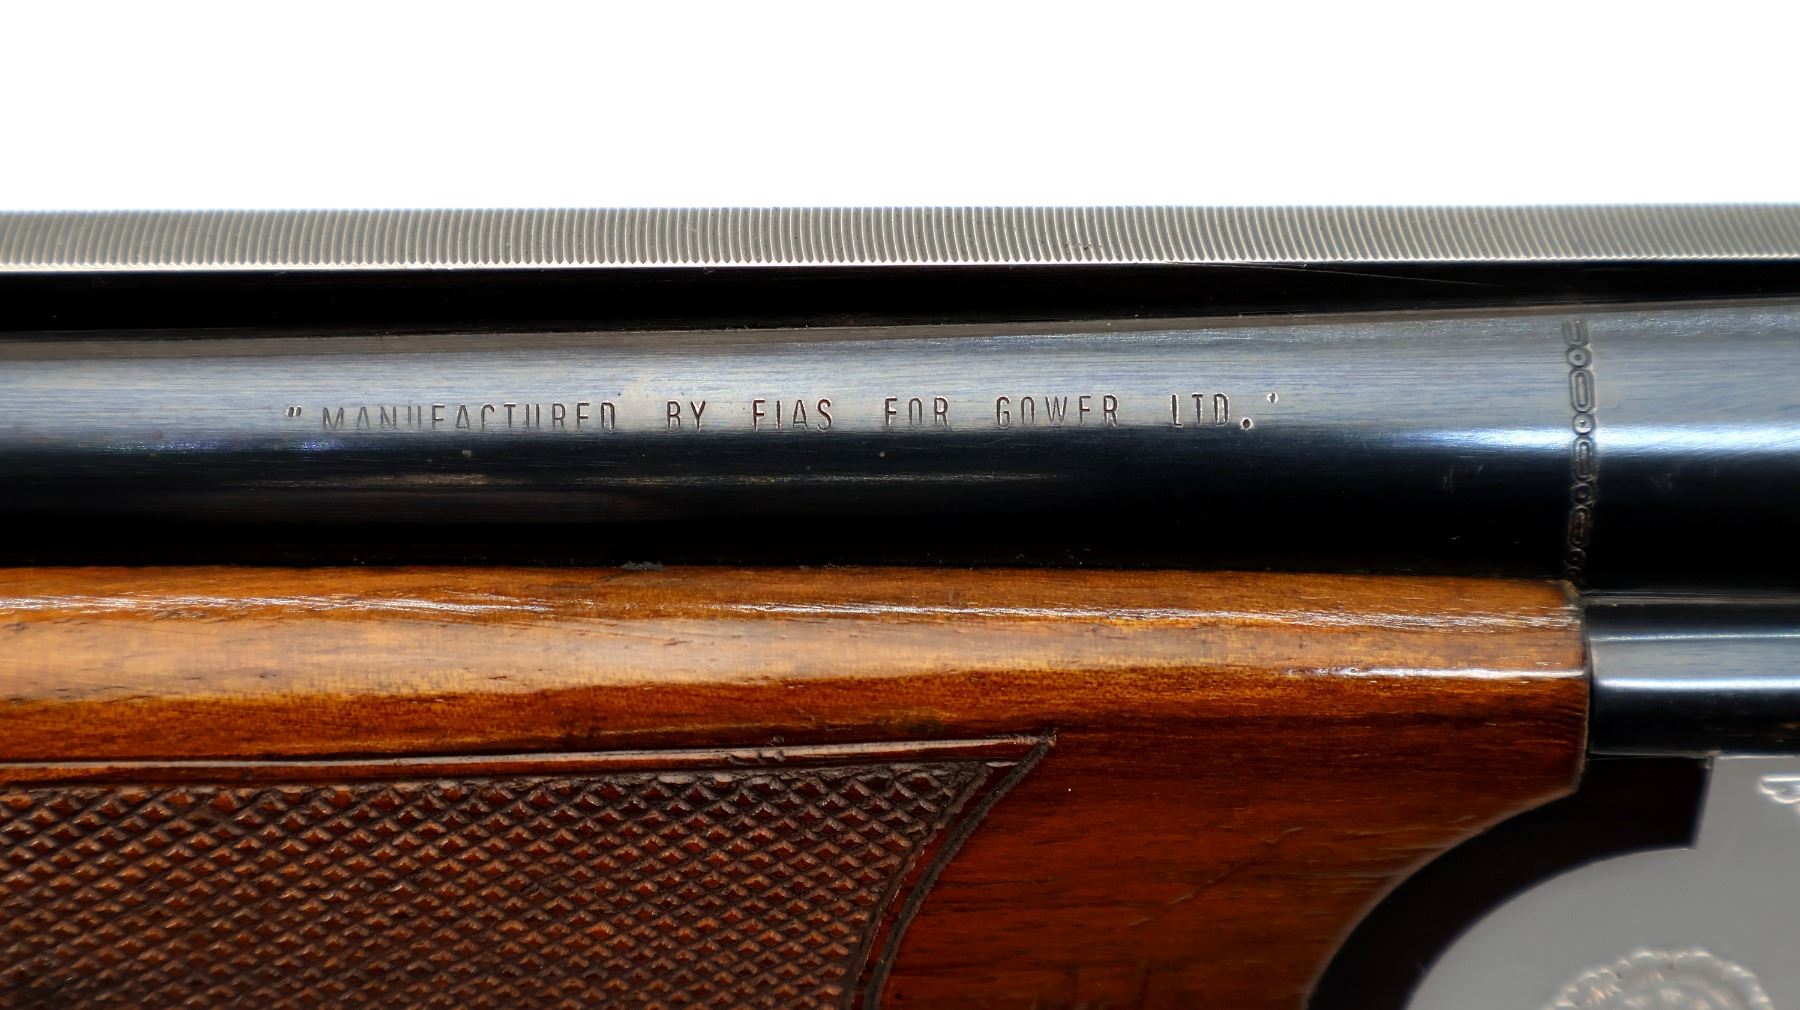 "MANUFACTURED BY FIAS FOR GOWER LTD.'